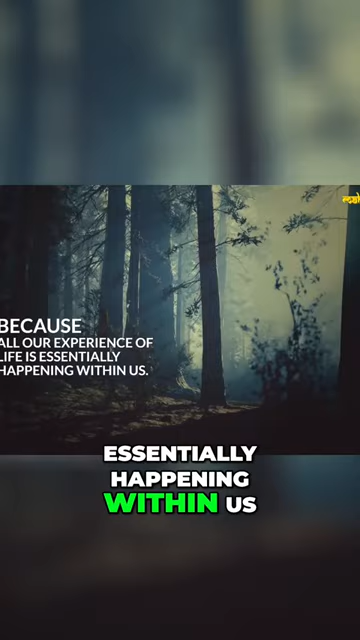 BECAUSE
ALL OUR EXPERIENCE OF
LIFE IS ESSENTIALLY
HAPPENING WITHIN US.
ESSENTIALLY
HAPPENING
WITHIN US